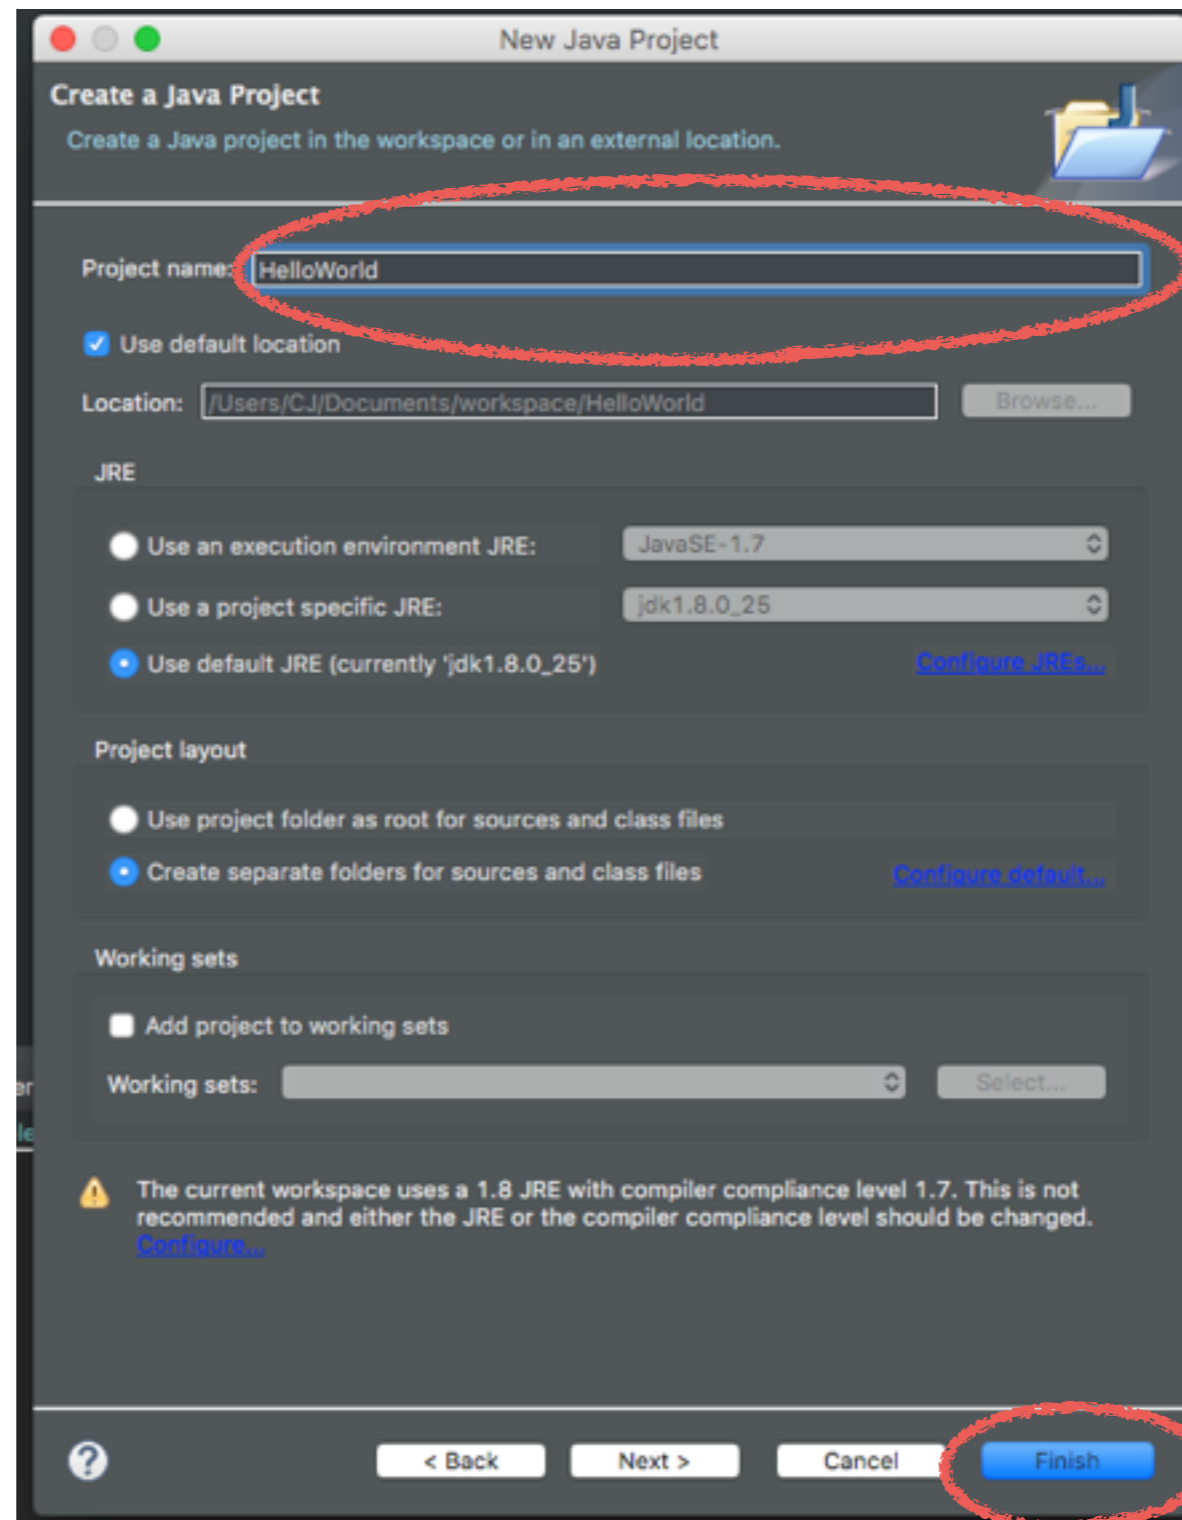 New Java Project
Create a Java Project
Create a Java project in the workspace or in an external location.
Project name: HelloWorld
Use default location
Location: /Users/CJ/Documents/workspace/HelloWorld Browse...
JRE
Use an execution environment JRE: JavaSE-1.7
Use a project specific JRE: jdk1.8.0_25
Use default JRE (currently 'jdk1.8.0_25') Configure JREs...
Project layout
Use project folder as root for sources and class files
Create separate folders for sources and class files Configure default...
Working sets
Add project to working sets
er
Working sets: Select...
le
The current workspace uses a 1.8 JRE with compiler compliance level 1.7. This is not
recommended and either the JRE or the compiler compliance level should be changed.
Configure...
? < Back Next > Cancel Finish